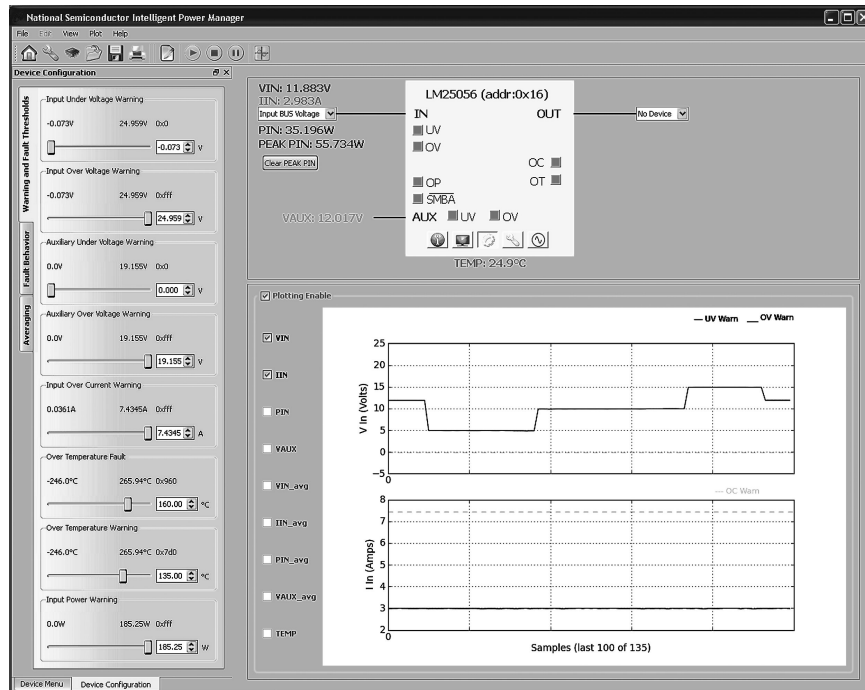 National Semiconductor Intelligent Power Manager
File Edit View Plot Help
Device Configuration
Warning and Fault Thresholds
Fault Behavior
Averaging
Input Under Voltage Warning
-0.073V 24.959V 0x0
-0.073 V
Input Over Voltage Warning
-0.073V 24.959V 0xfff
24.959 V
Auxiliary Under Voltage Warning
0.0V 19.155V 0x0
0.000 V
Auxiliary Over Voltage Warning
0.0V 19.155V 0xfff
19.155 V
Input Over Current Warning
0.0361A 7.4345A 0xfff
7.4345 A
Over Temperature Fault
-246.0°C 265.94°C 0x960
160.00 °C
Over Temperature Warning
-246.0°C 265.94°C 0x7d0
135.00 °C
Input Power Warning
0.0W 185.25W 0xfff
185.25 W
Device Menu Device Configuration
VIN: 11.883V
IIN: 2.983A
Input BUS Voltage
PIN: 35.196W
PEAK PIN: 55.734W
Clear PEAK PIN
VAUX: 12.017V
LM25056 (addr:0x16)
IN OUT
UV
OV
OC
OP OT
SMBA
AUX UV OV
TEMP: 24.9°C
No Device
Plotting Enable
VIN
IIN
PIN
VAUX
VIN_avg
IIN_avg
PIN_avg
VAUX_avg
TEMP
UV Warn OV Warn
V In (Volts)
25
20
15
10
5
0
-5
0
OC Warn
I In (Amps)
8
7
6
5
4
3
2
0
Samples (last 100 of 135)